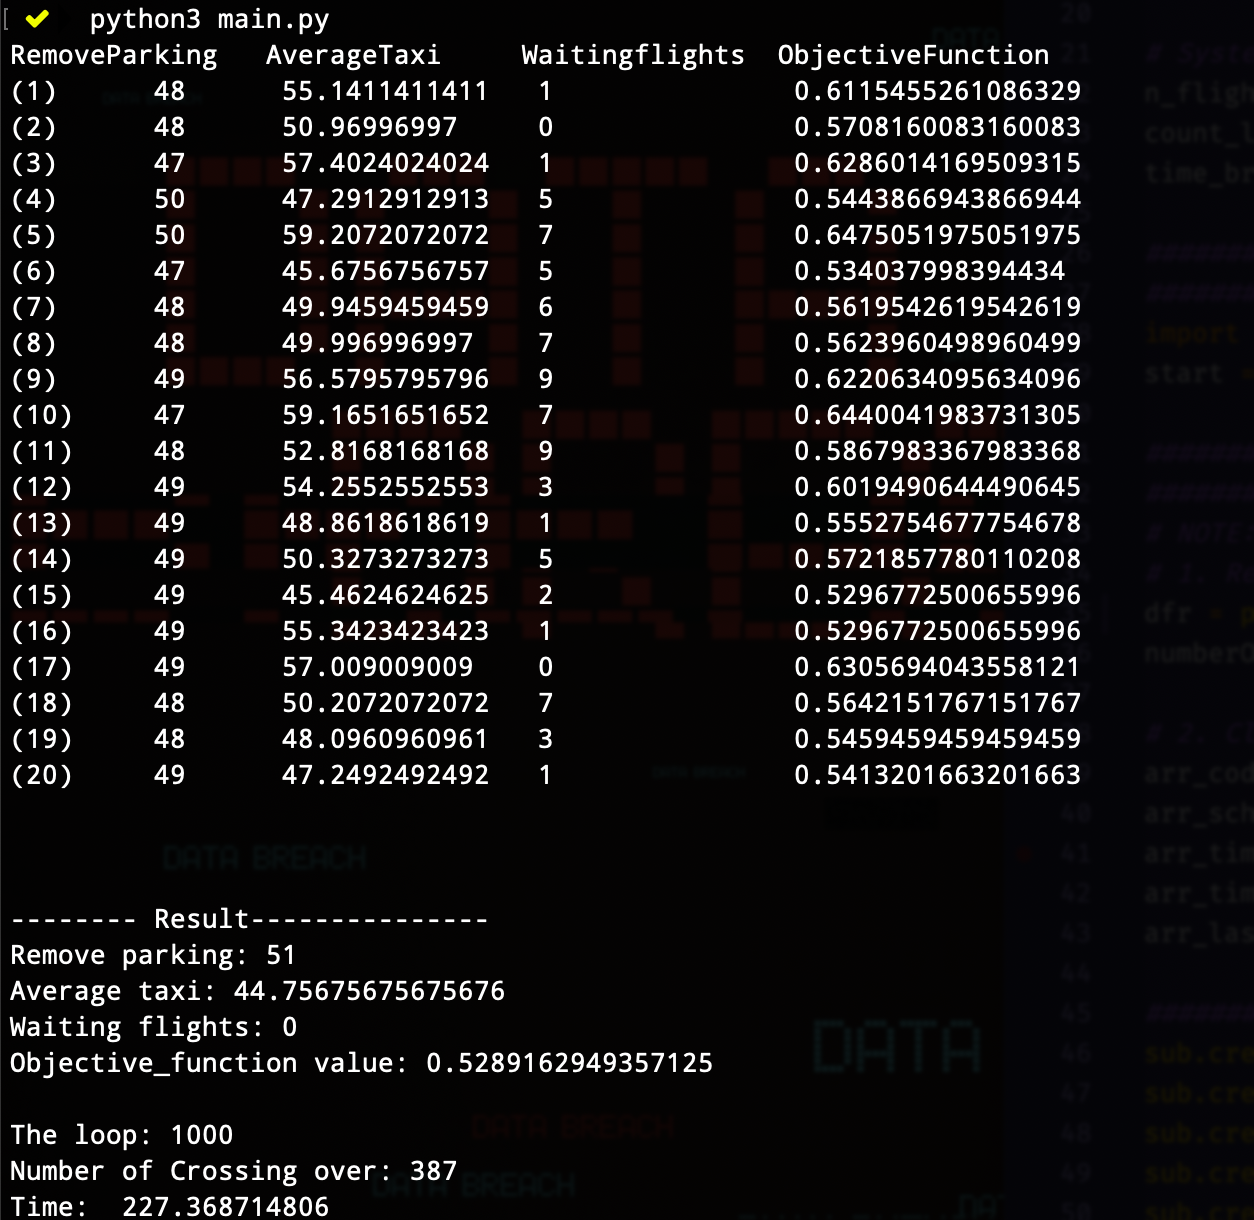 [ ✔ python3 main.py
RemoveParking AverageTaxi Waitingflights ObjectiveFunction
(1) 48 55.1411411411 1 0.6115455261086329
(2) 48 50.96996997 0 0.5708160083160083
(3) 47 57.4024024024 1 0.6286014169509315
(4) 50 47.2912912913 5 0.5443866943866944
(5) 50 59.2072072072 7 0.6475051975051975
(6) 47 45.6756756757 5 0.534037998394434
(7) 48 49.9459459459 6 0.5619542619542619
(8) 48 49.996996997 7 0.5623960498960499
(9) 49 56.5795795796 9 0.6220634095634096
(10) 47 59.1651651652 7 0.6440041983731305
(11) 48 52.8168168168 9 0.5867983367983368
(12) 49 54.2552552553 3 0.6019490644490645
(13) 49 48.8618618619 1 0.5552754677754678
(14) 49 50.3273273273 5 0.5721857780110208
(15) 49 45.4624624625 2 0.5296772500655996
(16) 49 55.3423423423 1 0.5296772500655996
(17) 49 57.009009009 0 0.6305694043558121
(18) 48 50.2072072072 7 0.5642151767151767
(19) 48 48.0960960961 3 0.5459459459459459
(20) 49 47.2492492492 1 0.5413201663201663
DATA BREACH
-------- Result---------------
Remove parking: 51
Average taxi: 44.75675675675676
Waiting flights: 0
Objective_function value: 0.5289162949357125
DATA
DATA BREACH
The loop: 1000
Number of Crossing over: 387
DATA BREACH
Time: 227.368714806